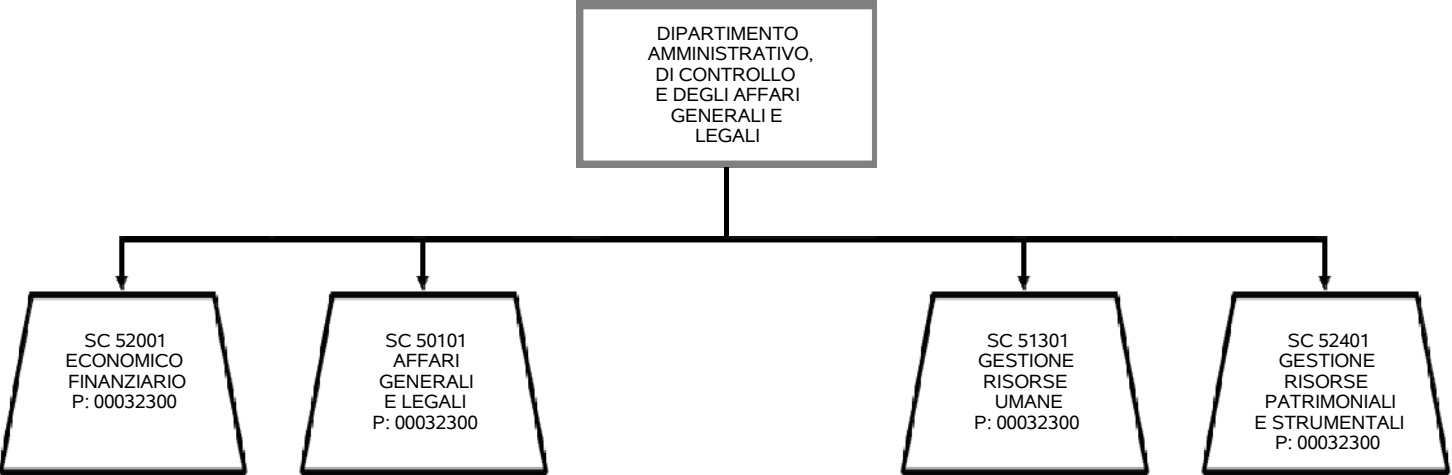 DIPARTIMENTO
AMMINISTRATIVO,
DI CONTROLLO
E DEGLI AFFARI
GENERALI E
LEGALI
SC 52001
ECONOMICO
FINANZIARIO
P: 00032300
SC 50101
AFFARI
GENERALI
E LEGALI
P: 00032300
SC 51301
GESTIONE
RISORSE
UMANE
P: 00032300
SC 52401
GESTIONE
RISORSE
PATRIMONIALI
E STRUMENTALI
P: 00032300